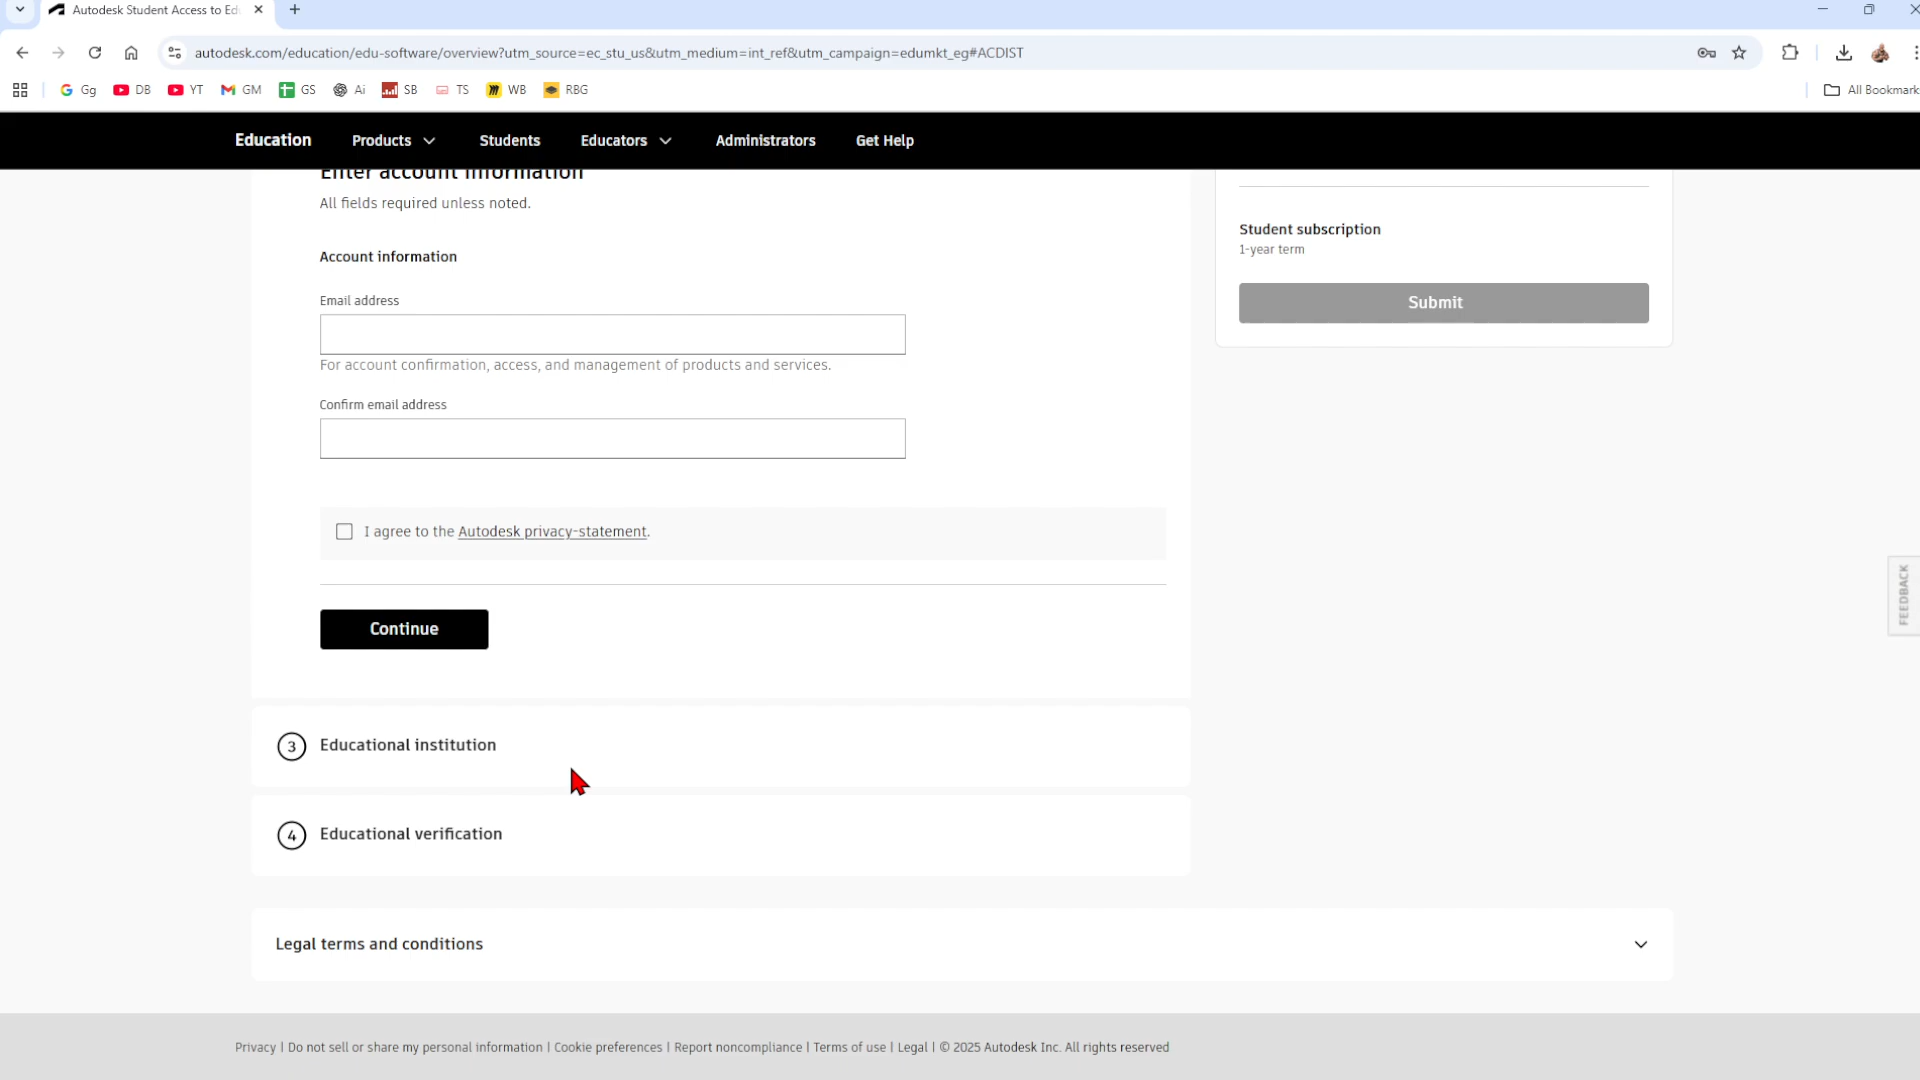 Autodesk Student Access to Ed
autodesk.com/education/edu-software/overview?utm_source=ec_stu_us&utm_medium=int_ref&utm_campaign=edumkt_eg#ACDIST
Gg DB YT GM GS Ai SB TS WB RBG All Bookmark
Education Products Students Educators Administrators Get Help
Enter account information
All fields required unless noted.
Student subscription
1-year term
Submit
Account information
Email address
For account confirmation, access, and management of products and services.
Confirm email address
I agree to the Autodesk privacy-statement.
FEEDBACK
Continue
3 Educational institution
4 Educational verification
Legal terms and conditions
Privacy | Do not sell or share my personal information | Cookie preferences | Report noncompliance | Terms of use | Legal | © 2025 Autodesk Inc. All rights reserved